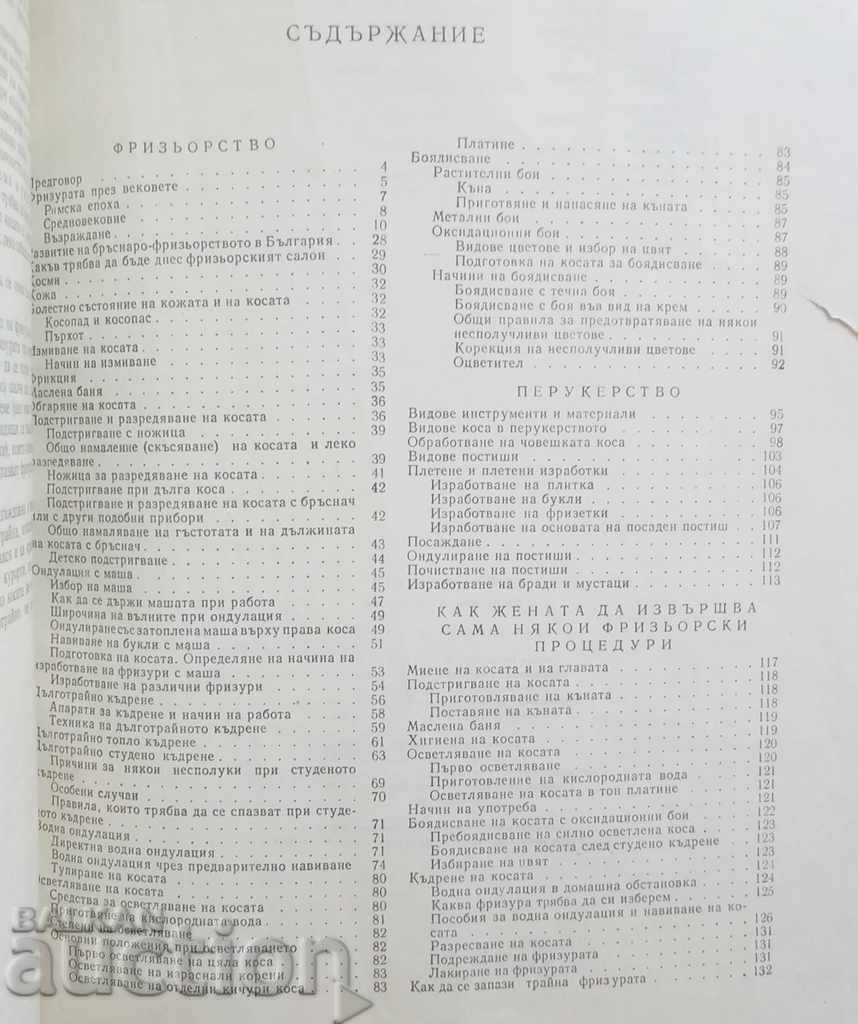 СЪДЪРЖАНИЕ
ФРИЗЬОРСТВО
Предговор . . . 4
Фризурата през вековете . . . 5
Римска епоха . . . 7
Средновековие . . . 8
Възраждане . . . 10
Развитие на бръснаро-фризьорството в България . . 28
Какъв трябва да бъде днес фризьорският салон . . 29
Косми . . . 30
Кожа . . . 32
Болестно състояние на кожата и на косата . . . 32
Косопад и косопас . . . 32
Пърхот . . . 33
Измиване на косата . . . 33
Начин на измиване . . . 33
Фрикция . . . 35
Маслена баня . . . 35
Обгаряне на косата . . . 36
Подстригване и разредяване на косата . . . 36
Подстригване с ножица . . . 39
Общо намаление (скъсяване) на косата и леко
разредяване . . . 39
Ножица за разредяване на косата . . . 41
Подстригване при дълга коса . . . 42
Подстригване и разредяване на косата с бръснач
или с други подобни прибори . . . 42
Общо намаляване на гъстотата и на дължината
на косата с бръснач . . . 43
Детско подстригване . . . 44
Ондулация с маша . . . 45
Избор на маша . . . 45
Как да се държи машата при работа . . . 47
Широчина на вълните при ондулация . . . 49
Ондулиране със затоплена маша върху права коса 49
Навиване на букли с маша . . . 51
Подготовка на косата. Определяне на начина на
изработване на фризури с маша . . . 53
Изработване на различни фризури . . . 54
Дълготрайно къдрене . . . 56
Апарати за къдрене и начин на работа . . . 58
Техника на дълготрайното къдрене . . . 59
Дълготрайно топло къдрене . . . 61
Дълготрайно студено къдрене . . . 63
Причини за някои несполуки при студеното
къдрене . . . 69
Особени случаи . . . 70
Правила, които трябва да се спазват при студе-
ното къдрене . . . 71
Водна ондулация . . . 71
Директна водна ондулация . . . 71
Водна ондулация чрез предварително навиване 74
Тупиране на косата . . . 80
Осветляване на косата . . . 80
Средства за осветляване на косата . . . 80
Приготвяне на кислородната вода . . . 81
Степени на осветляване . . . 82
Основни положения при осветляването . . . 82
Първо осветляване на цяла коса . . . 82
Осветляване на израснали корени . . . 83
Осветляване на отделни кичури коса . . . 83
Платине . . . 83
Боядисване . . . 84
Растителни бои . . . 85
Къна . . . 85
Приготвяне и нанасяне на къната . . . 85
Метални бои . . . 87
Оксидационни бои . . . 87
Видове цветове и избор на цвят . . . 88
Подготовка на косата за боядисване . . . 89
Начини на боядисване . . . 89
Боядисване с течна боя . . . 89
Боядисване с боя във вид на крем . . . 90
Общи правила за предотвратяване на някои
несполучливи цветове . . . 91
Корекция на несполучливи цветове . . . 91
Оцветител . . . 92
ПЕРУКЕРСТВО
Видове инструменти и материали . . . 95
Видове коса в перукерството . . . 97
Обработване на човешката коса . . . 98
Видове постиши . . . 103
Плетене и плетени изработки . . . 104
Изработване на плитка . . . 106
Изработване на букли . . . 106
Изработване на фризетки . . . 106
Изработване на основата на посаден постиш . . 107
Посаждане . . . 111
Ондулиране на постиши . . . 112
Почистване на постиши . . . 112
Изработване на бради и мустаци . . . 113
КАК ЖЕНАТА ДА ИЗВЪРШВА
САМА НЯКОИ ФРИЗЬОРСКИ
ПРОЦЕДУРИ
Миене на косата и на главата . . . 117
Подстригване на косата . . . 118
Приготовляване на къната . . . 118
Поставяне на къната . . . 118
Маслена баня . . . 119
Хигиена на косата . . . 119
Осветляване на косата . . . 120
Първо осветляване . . . 120
Приготовление на кислородната вода . . . 121
Осветляване на косата в тон платине . . . 121
Начин на употреба . . . 121
Боядисване на косата с оксидационни бои . . . 122
Пребоядисване на силно осветлена коса . . . 123
Боядисване на косата след студено къдрене . . . 123
Избиране на цвят . . . 123
Къдрене на косата . . . 124
Водна ондулация в домашна обстановка . . . 124
Каква фризура трябва да си изберем . . . 125
Пособия за водна ондулация и навиване на ко-
сата . . . 126
Разресване на косата . . . 131
Подреждане на фризурата . . . 131
Лакиране на фризурата . . . 131
Как да се запази трайна фризурата . . . 132
BALKAN
auction